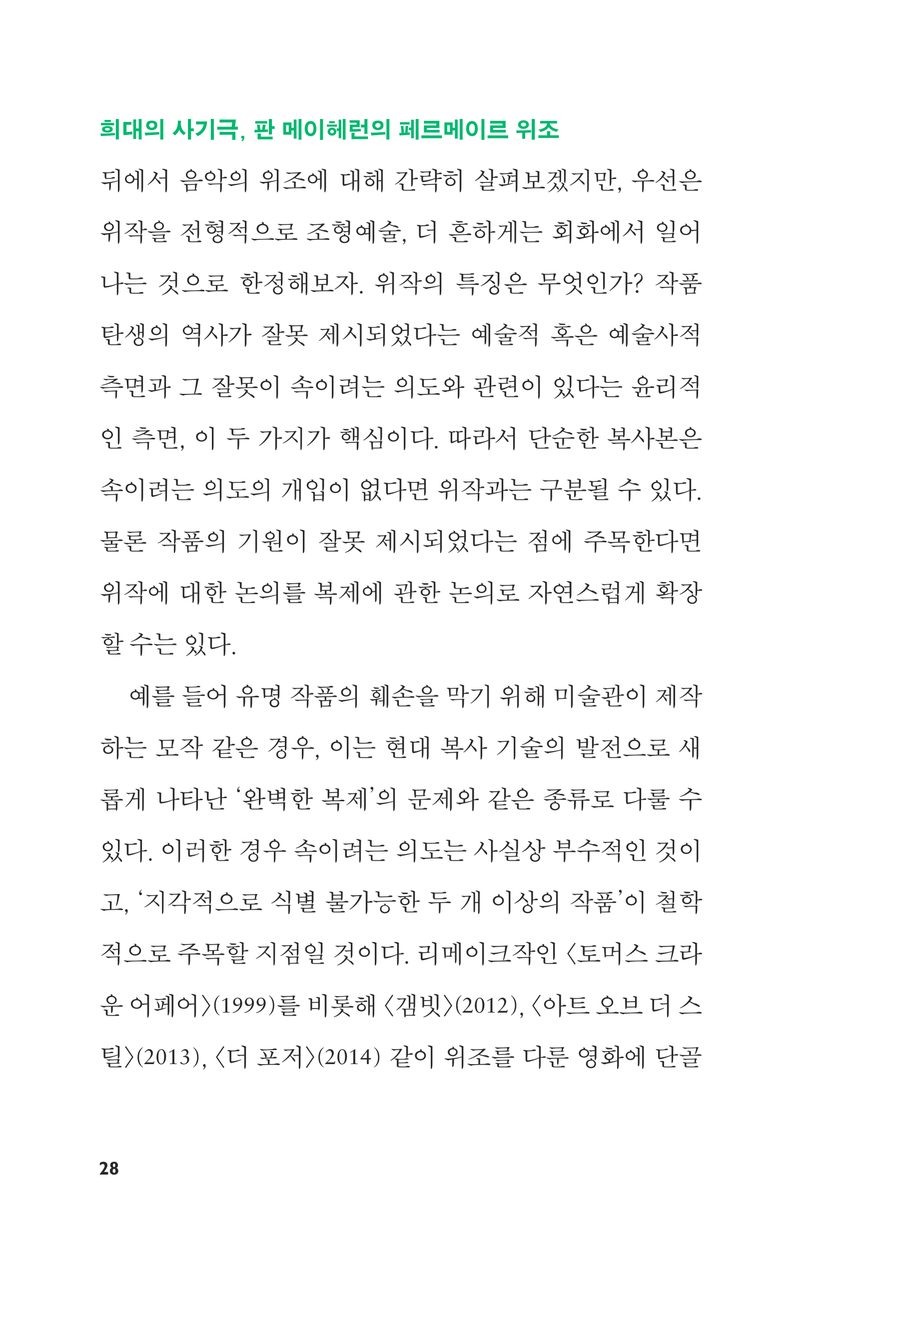 희대의 사기극, 판 메이헤런의 페르메이르 위조
뒤에서 음악의 위조에 대해 간략히 살펴보겠지만, 우선은
위작을 전형적으로 조형예술, 더 흔하게는 회화에서 일어
나는 것으로 한정해보자. 위작의 특징은 무엇인가? 작품
탄생의 역사가 잘못 제시되었다는 예술적 혹은 예술사적
측면과 그 잘못이 속이려는 의도와 관련이 있다는 윤리적
인 측면, 이 두 가지가 핵심이다. 따라서 단순한 복사본은
속이려는 의도의 개입이 없다면 위작과는 구분될 수 있다.
물론 작품의 기원이 잘못 제시되었다는 점에 주목한다면
위작에 대한 논의를 복제에 관한 논의로 자연스럽게 확장
할 수는 있다.
예를 들어 유명 작품의 훼손을 막기 위해 미술관이 제작
하는 모작 같은 경우, 이는 현대 복사 기술의 발전으로 새
롭게 나타난 ‘완벽한 복제’의 문제와 같은 종류로 다룰 수
있다. 이러한 경우 속이려는 의도는 사실상 부수적인 것이
고, ‘지각적으로 식별 불가능한 두 개 이상의 작품’이 철학
적으로 주목할 지점일 것이다. 리메이크작인 〈토머스 크라
운 어페어〉(1999)를 비롯해 〈갬빗〉(2012), 〈아트 오브 더 스
틸〉(2013), 〈더 포저〉(2014) 같이 위조를 다룬 영화에 단골
28